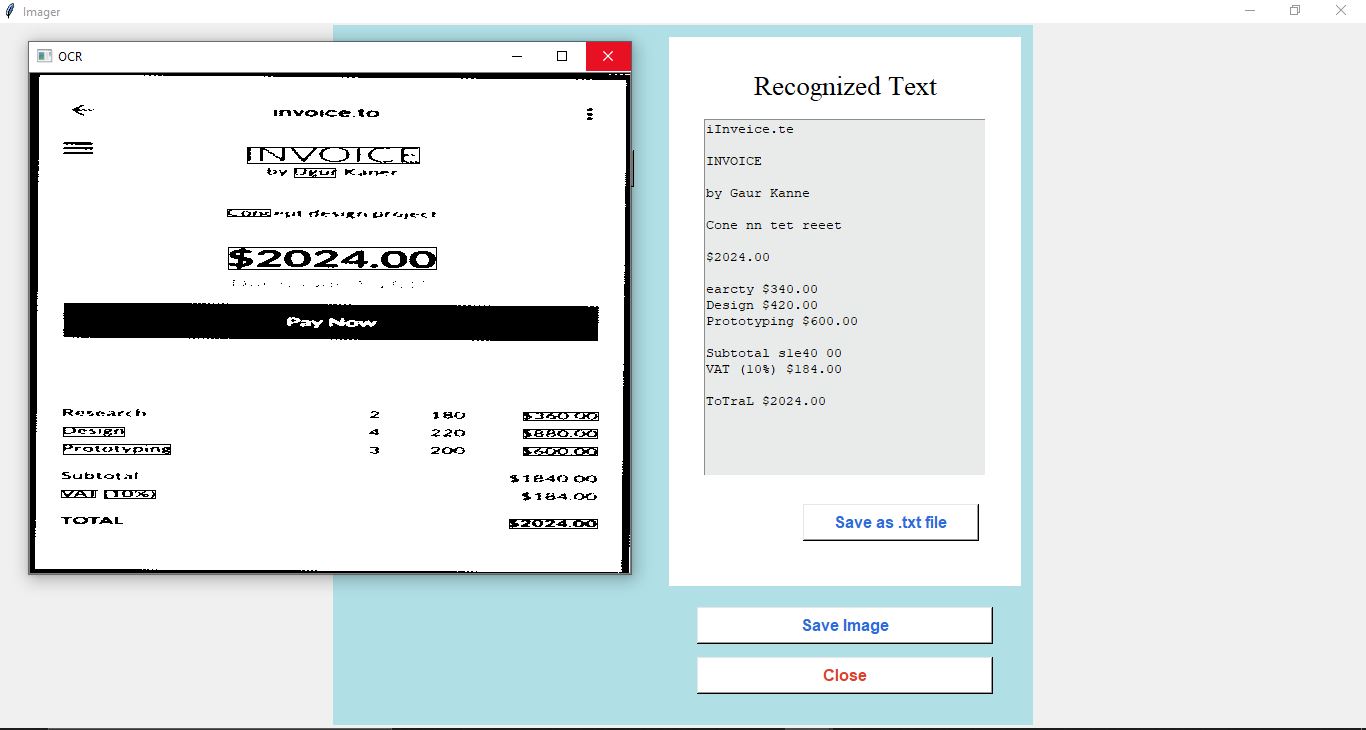 Imager
OCR
invoice.to
INVOICE
by Ugur Kaner
Concept design project
$2024.00
Pay Now
Research 2 180 $360.00
Design 4 220 $880.00
Prototyping 3 200 $600.00
Subtotal $1840.00
VAT (10%) $184.00
TOTAL $2024.00
Recognized Text
iInveice.te
INVOICE
by Gaur Kanne
Cone nn tet reeet
$2024.00
earcty $340.00
Design $420.00
Prototyping $600.00
Subtotal sle40 00
VAT (10%) $184.00
ToTraL $2024.00
Save as .txt file
Save Image
Close